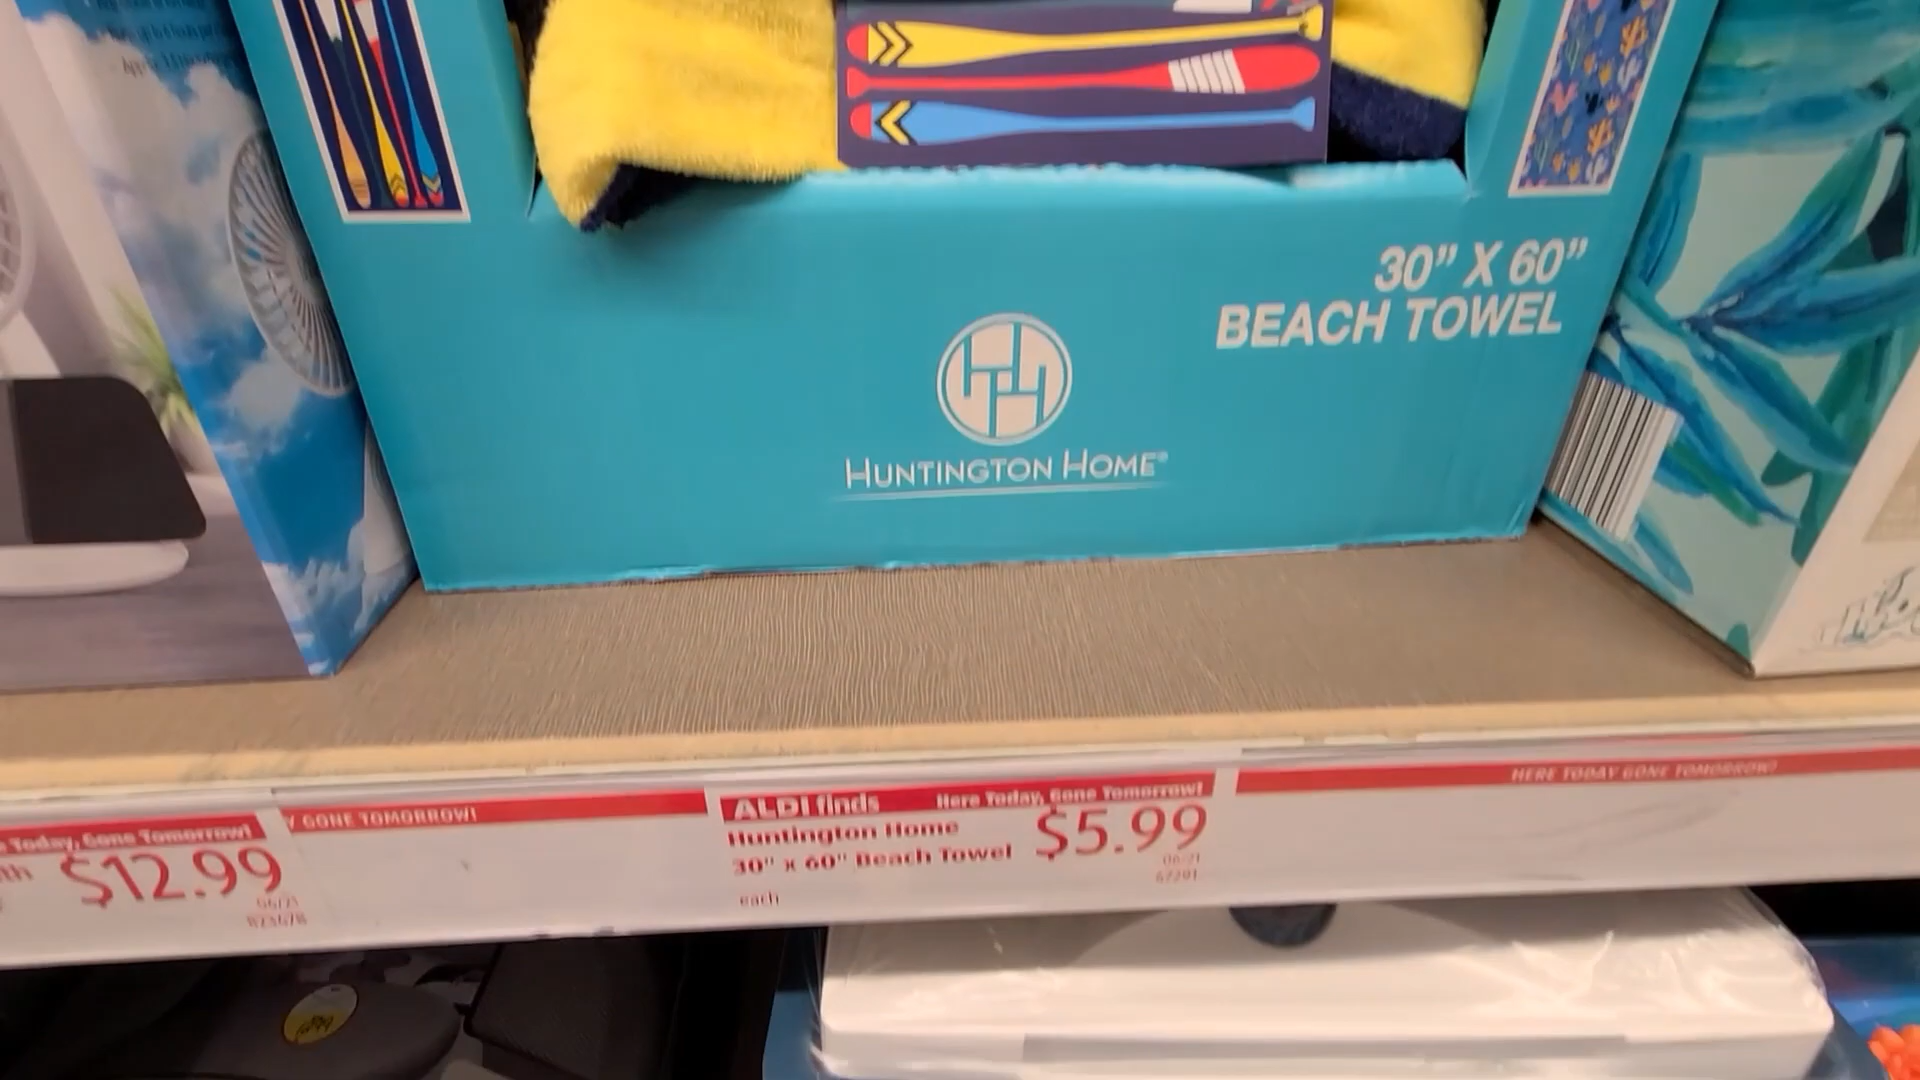 30” X 60”
BEACH TOWEL
HUNTINGTON HOME®
Today, Gone Tomorrow!
$12.99
06/21
GONE TOMORROW!
ALDI finds Here Today, Gone Tomorrow!
Huntington Home
30" x 60" Beach Towel
$5.99
each
06/21
HERE TODAY GONE TOMORROW!